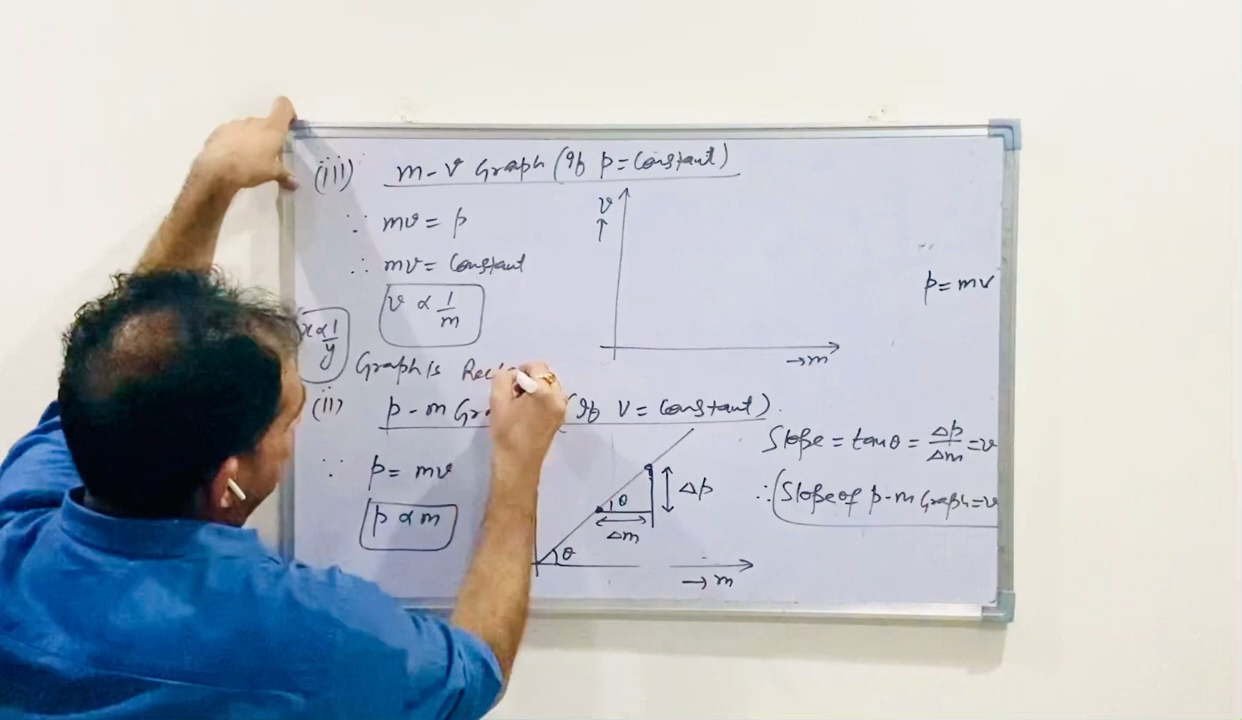 (iii) m - v Graph (If p = Constant)
∵ mv = p
∴ mv = Constant
v ∝ 1/m
x ∝ 1/y
Graph is
v
↑
→ m
p = mv
(ii) p - m (If V = Constant).
∵ p = mv
p ∝ m
θ
θ
Δm
Δp
→ m
Slope = tan θ = Δp/Δm = v
∴ Slope of p - m Graph = v